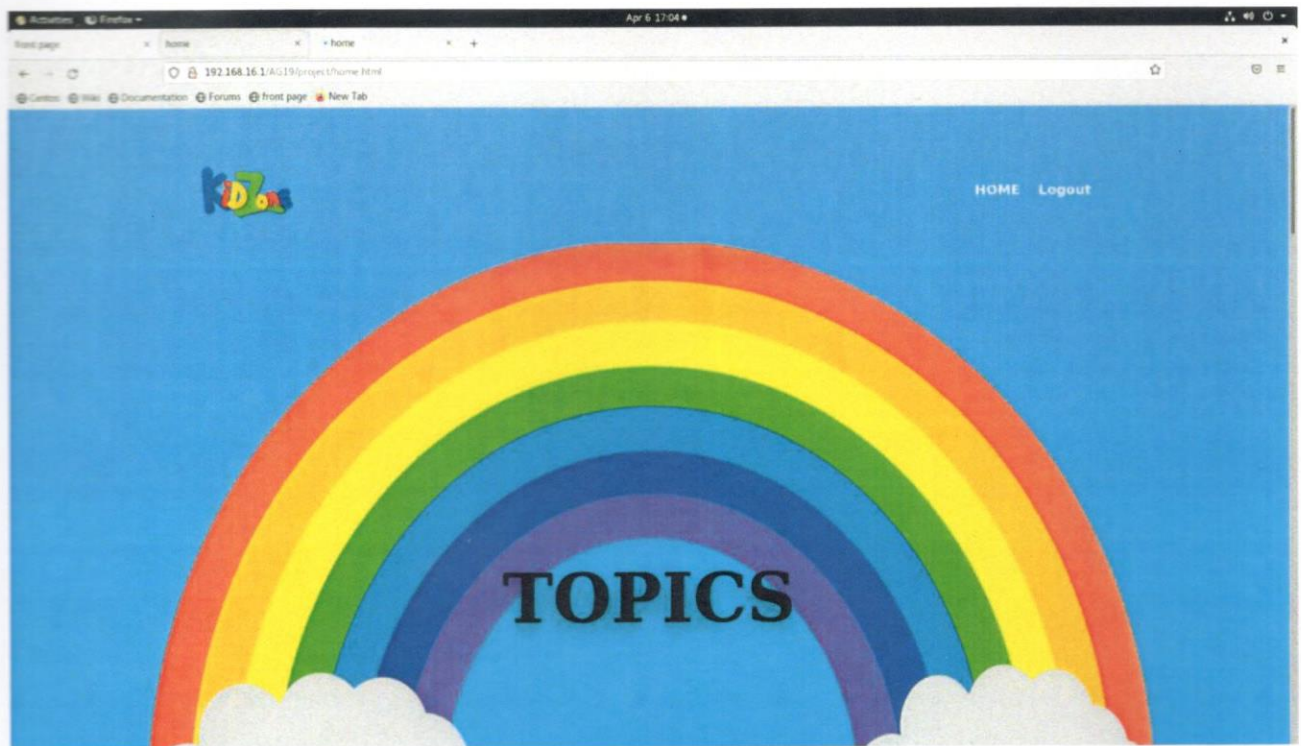 Activities Firefox
Apr 6 17:04
front page
home
home
192.168.16.1/AG19/project/home.html
Centos Wiki Documentation Forums front page New Tab
KidZone
HOME Logout
TOPICS